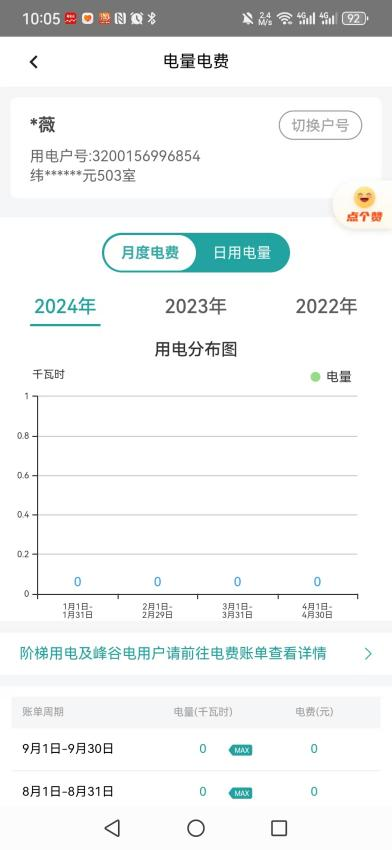 10:05
2.4 M/s 4G 4G 92
电量电费
*薇
切换户号
用电户号:3200156996854
纬******元503室
点个赞
月度电费 日用电量
2024年 2023年 2022年
用电分布图
千瓦时 电量
1
0.8
0.6
0.4
0.2
0
0 0 0 0
1月1日- 2月1日- 3月1日- 4月1日-
1月31日 2月29日 3月31日 4月30日
阶梯用电及峰谷电用户请前往电费账单查看详情
账单周期 电量(千瓦时) 电费(元)
9月1日-9月30日 0 MAX 0
8月1日-8月31日 0 MAX 0